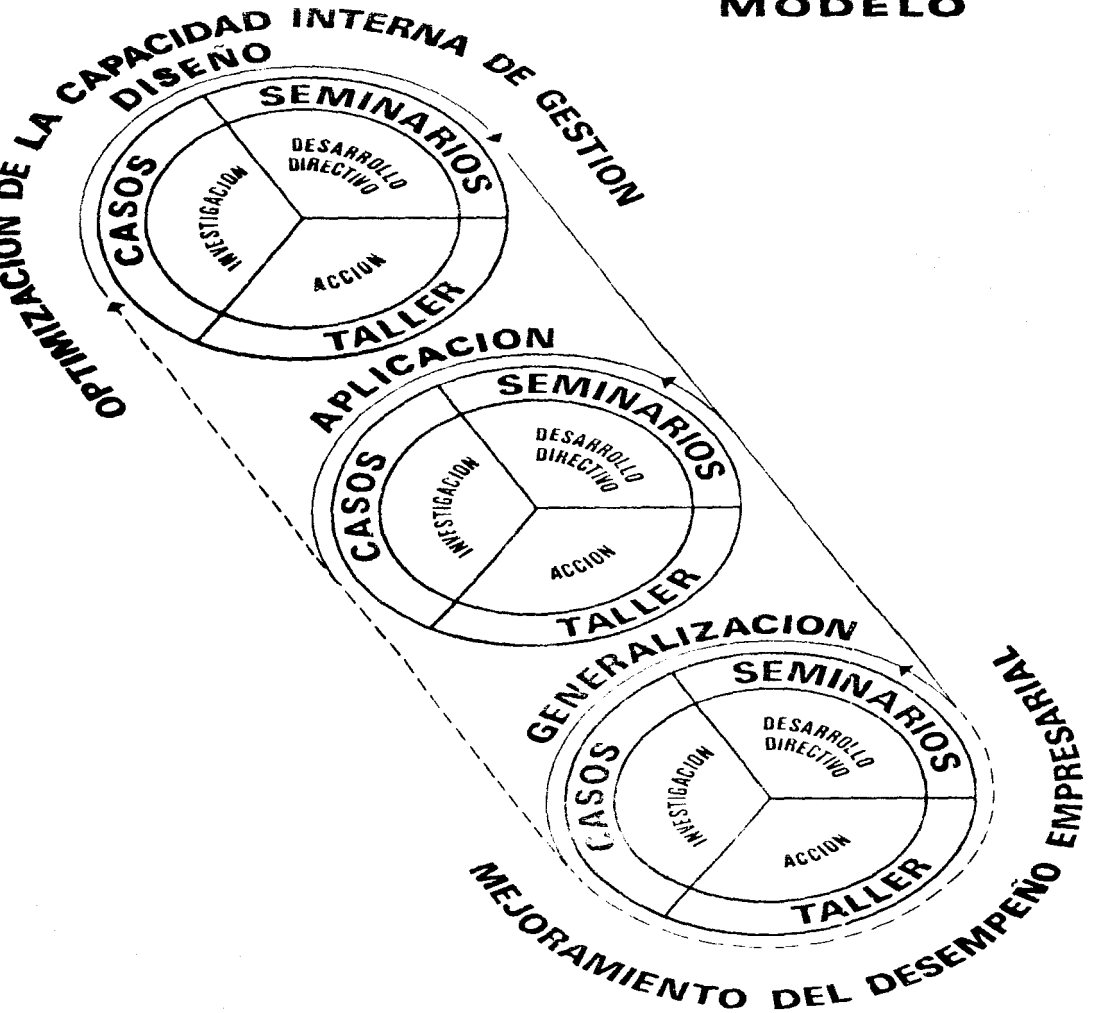 MODELO
OPTIMIZACION DE LA CAPACIDAD INTERNA DE GESTION
DISEÑO
SEMINARIOS
DESARROLLO
DIRECTIVO
CASOS
INVESTIGACION
ACCION
TALLER
APLICACION
SEMINARIOS
DESARROLLO
DIRECTIVO
CASOS
INVESTIGACION
ACCION
TALLER
GENERALIZACION
SEMINARIOS
DESARROLLO
DIRECTIVO
CASOS
INVESTIGACION
ACCION
TALLER
MEJORAMIENTO DEL DESEMPEÑO EMPRESARIAL